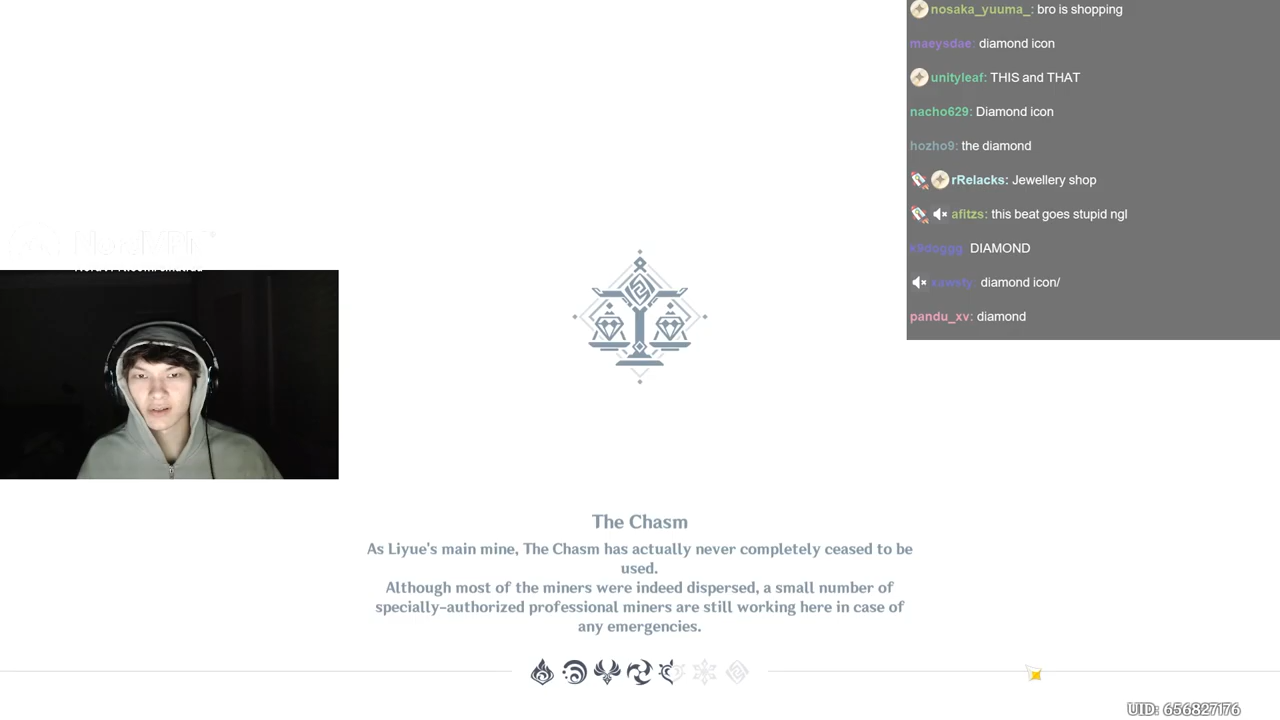 nosaka_yuuma_: bro is shopping
maeysdae: diamond icon
unityleaf: THIS and THAT
nacho629: Diamond icon
hozho9: the diamond
rRelacks: Jewellery shop
afitzs: this beat goes stupid ngl
k9doggg DIAMOND
xawsty: diamond icon/
pandu_xv: diamond
NordVPN
The Chasm
As Liyue's main mine, The Chasm has actually never completely ceased to be
used.
Although most of the miners were indeed dispersed, a small number of
specially-authorized professional miners are still working here in case of
any emergencies.
UID: 656827176